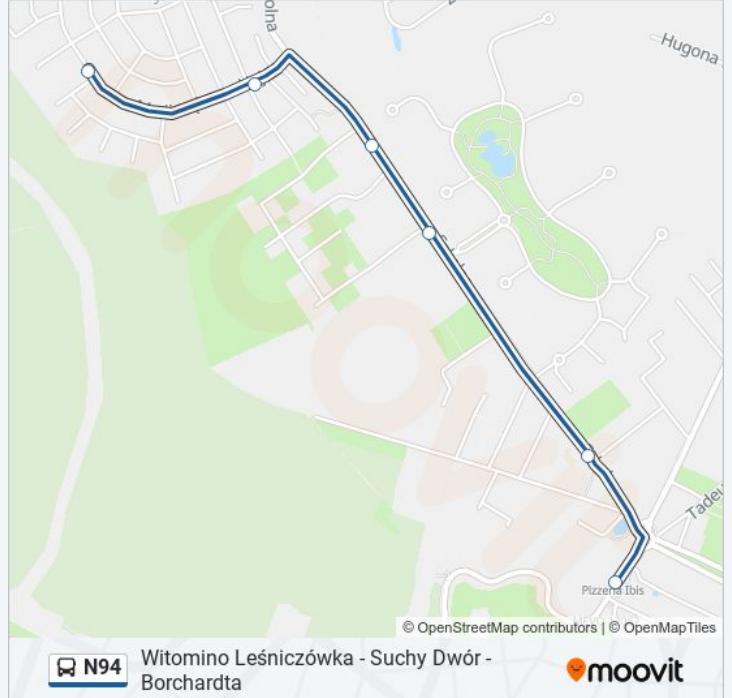 olna
Hugona
Tadeu
Pizzeria Ibis
© OpenStreetMap contributors | © OpenMapTiles
N94
Witomino Leśniczówka - Suchy Dwór -
Borchardta
moovit